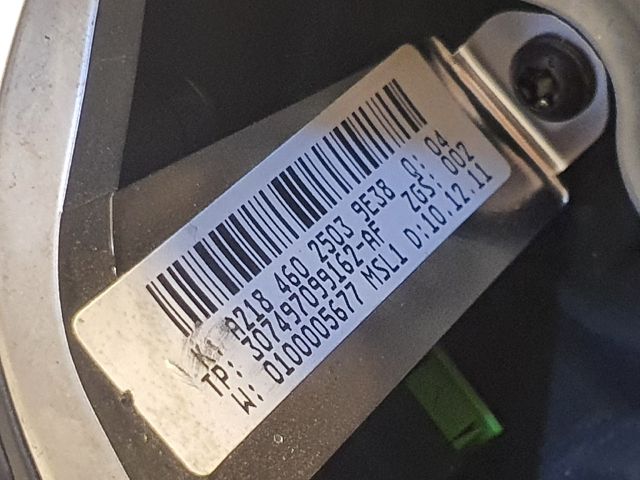 K: A218 460 2503 9E38 Q: 04
TP: 307497099162-AF ZGS: 002
W: 0100005677 MSL1 D:10.12.11